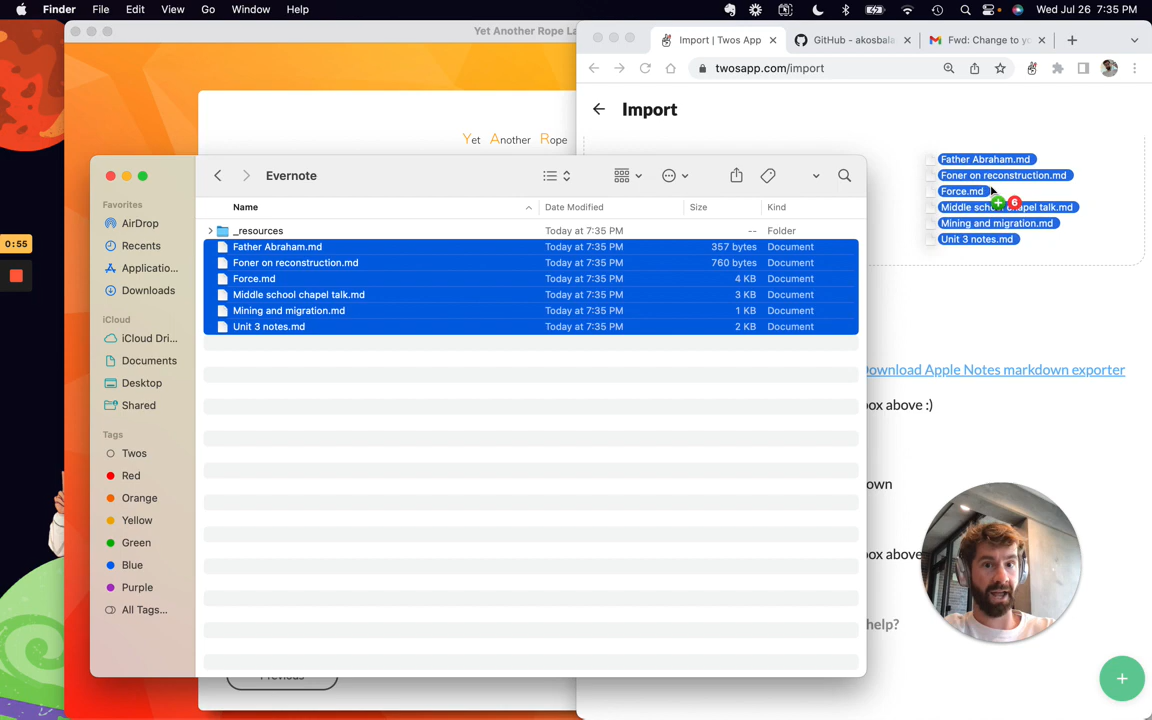 Finder File Edit View Go Window Help Wed Jul 26 7:35 PM
Yet Another Rope La
Import | Twos App
GitHub - akosbala
Fwd: Change to yo
twosapp.com/import
Import
Yet Another Rope
Father Abraham.md
Foner on reconstruction.md
Force.md
6
Mining and migration.md
Unit 3 notes.md
0:55
Evernote
Favorites
AirDrop
Recents
Applicatio...
Downloads
iCloud
iCloud Dri...
Documents
Desktop
Shared
Tags
Twos
Red
Orange
Yellow
Green
Blue
Purple
All Tags...
Name Date Modified Size Kind
_resources Today at 7:35 PM -- Folder
Father Abraham.md Today at 7:35 PM 357 bytes Document
Foner on reconstruction.md Today at 7:35 PM 760 bytes Document
Force.md Today at 7:35 PM 4 KB Document
Middle school chapel talk.md Today at 7:35 PM 3 KB Document
Mining and migration.md Today at 7:35 PM 1 KB Document
Unit 3 notes.md Today at 7:35 PM 2 KB Document
Download Apple Notes markdown exporter
box above :)
own
box above
help?
Previous